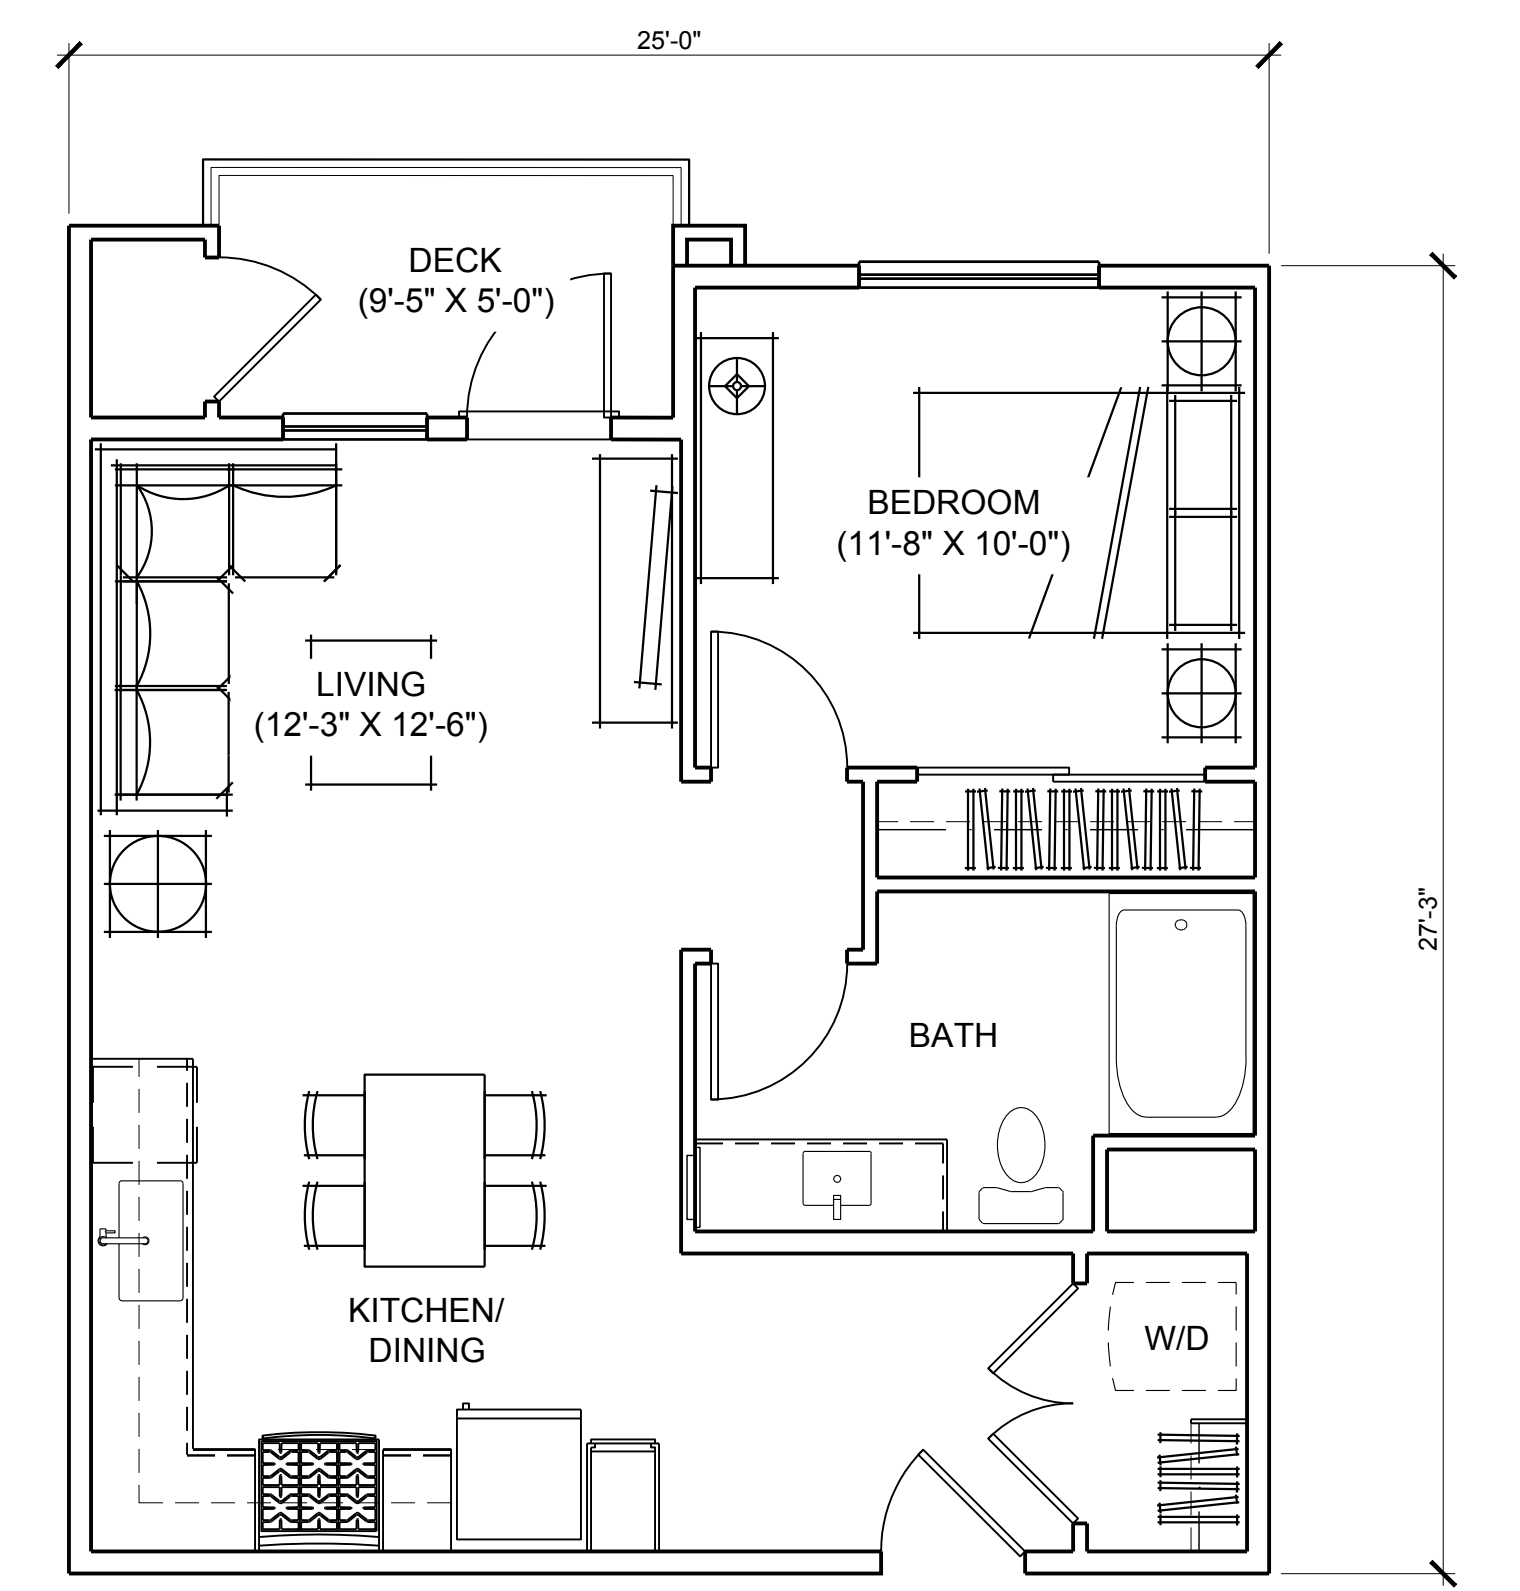 25'-0"
DECK
(9'-5" X 5'-0")
BEDROOM
(11'-8" X 10'-0")
LIVING
(12'-3" X 12'-6")
27'-3"
BATH
KITCHEN/
DINING
W/D